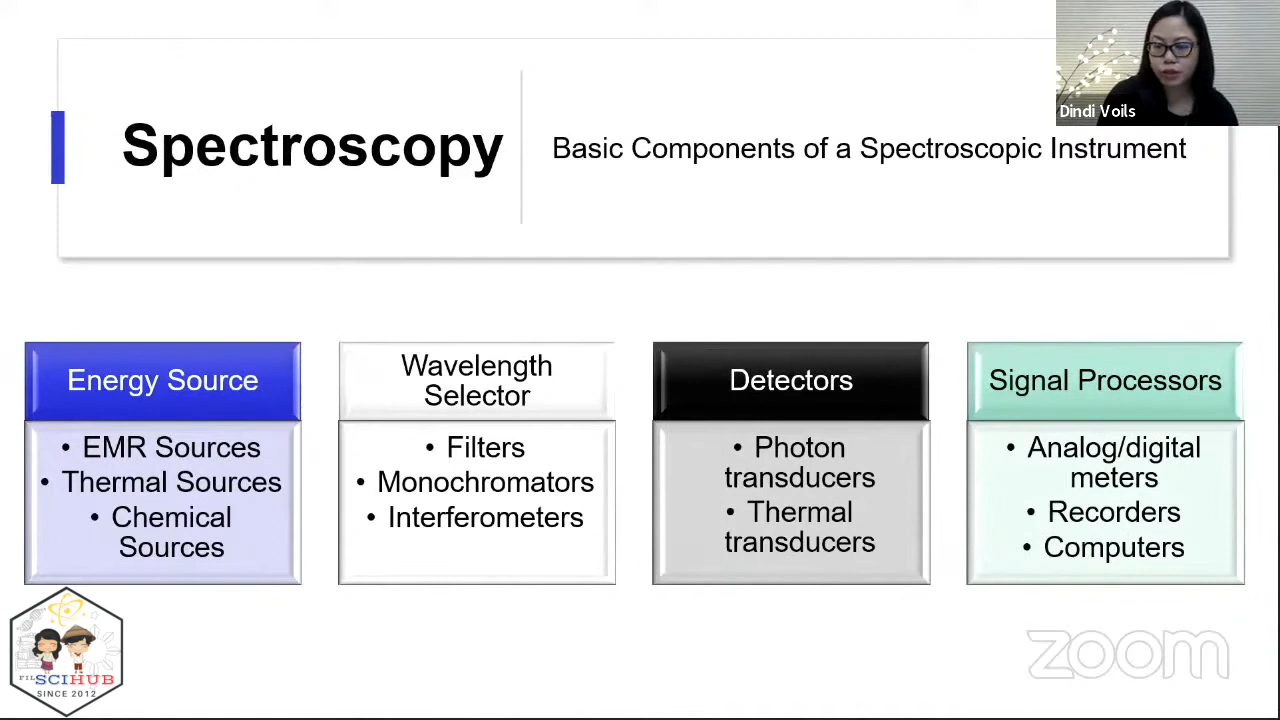 Dindi Voils
Spectroscopy
Basic Components of a Spectroscopic Instrument
Energy Source
• EMR Sources
• Thermal Sources
• Chemical
Sources
Wavelength
Selector
• Filters
• Monochromators
• Interferometers
Detectors
• Photon
transducers
• Thermal
transducers
Signal Processors
• Analog/digital
meters
• Recorders
• Computers
FILSCIHUB
SINCE 2012
zoom